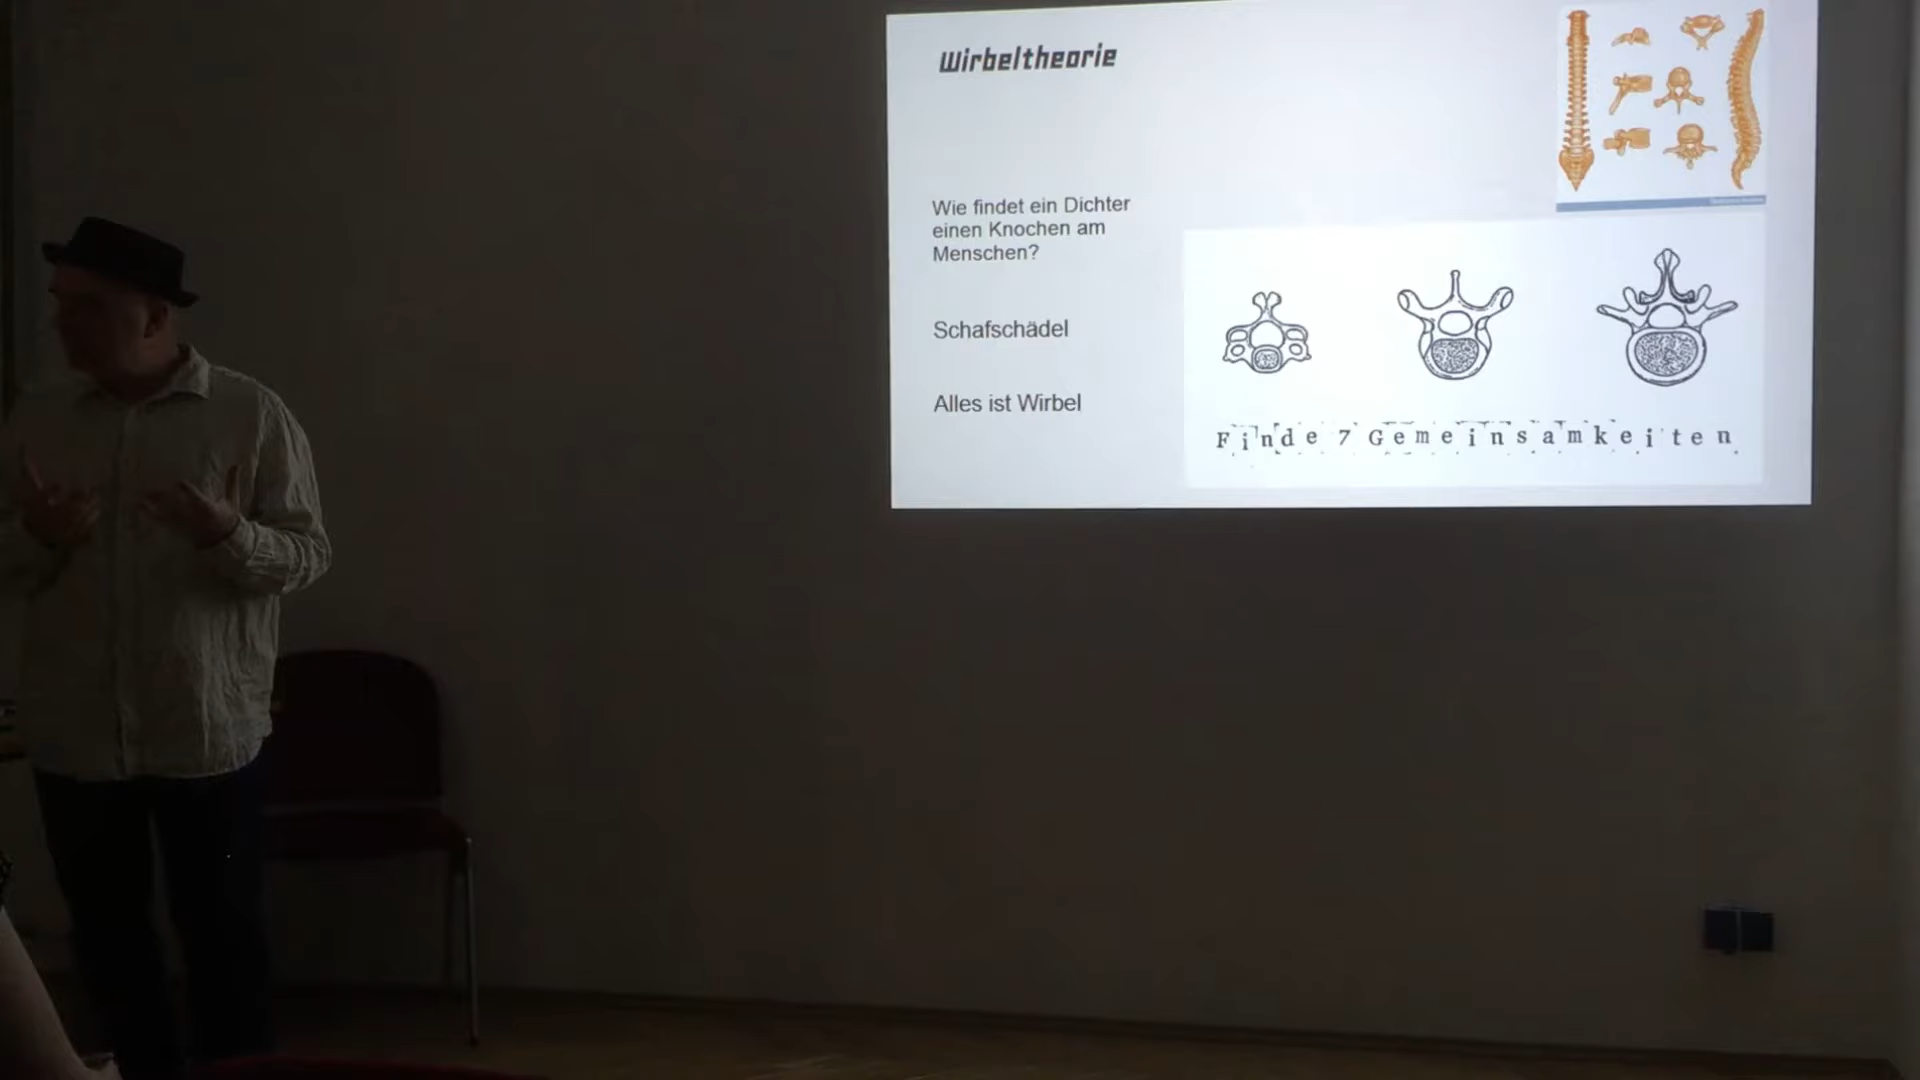 Wirbeltheorie
Wie findet ein Dichter
einen Knochen am
Menschen?
Schafschädel
Alles ist Wirbel
Finde 7 Gemeinsamkeiten